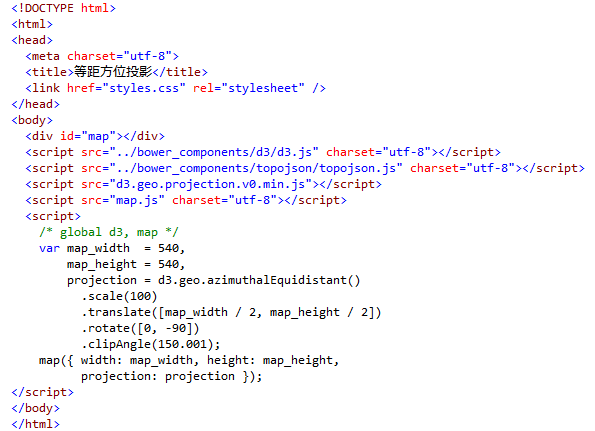 <!DOCTYPE html>
<html>
<head>
  <meta charset="utf-8">
  <title>等距方位投影</title>
  <link href="styles.css" rel="stylesheet" />
</head>
<body>
  <div id="map"></div>
  <script src="../bower_components/d3/d3.js" charset="utf-8"></script>
  <script src="../bower_components/topojson/topojson.js" charset="utf-8"></script>
  <script src="d3.geo.projection.v0.min.js"></script>
  <script src="map.js" charset="utf-8"></script>
  <script>
    /* global d3, map */
    var map_width  = 540,
        map_height = 540,
        projection = d3.geo.azimuthalEquidistant()
          .scale(100)
          .translate([map_width / 2, map_height / 2])
          .rotate([0, -90])
          .clipAngle(150.001);
    map({ width: map_width, height: map_height,
          projection: projection });
</script>
</body>
</html>